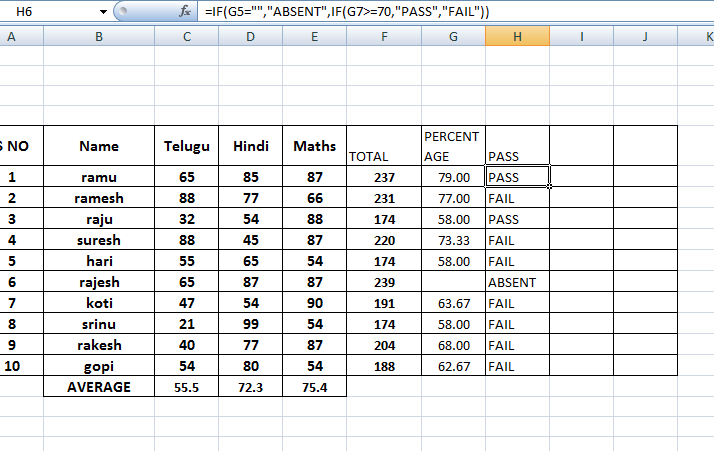 H6 fx =IF(G5="","ABSENT",IF(G7>=70,"PASS","FAIL"))
A B C D E F G H I J K
S NO Name Telugu Hindi Maths TOTAL PERCENT
AGE PASS
1 ramu 65 85 87 237 79.00 PASS
2 ramesh 88 77 66 231 77.00 FAIL
3 raju 32 54 88 174 58.00 PASS
4 suresh 88 45 87 220 73.33 FAIL
5 hari 55 65 54 174 58.00 FAIL
6 rajesh 65 87 87 239 ABSENT
7 koti 47 54 90 191 63.67 FAIL
8 srinu 21 99 54 174 58.00 FAIL
9 rakesh 40 77 87 204 68.00 FAIL
10 gopi 54 80 54 188 62.67 FAIL
AVERAGE 55.5 72.3 75.4